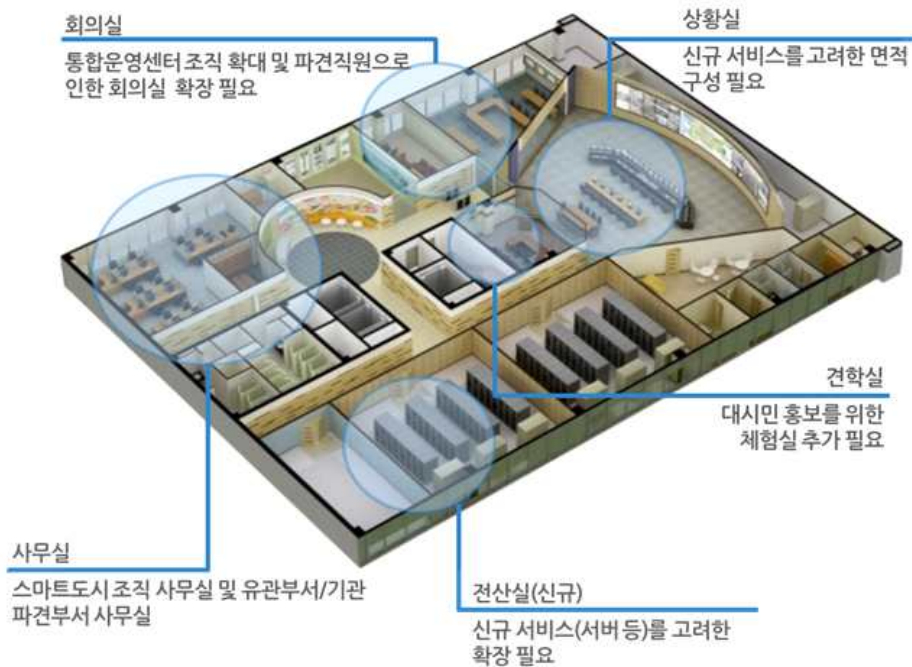 회의실
통합운영센터 조직 확대 및 파견직원으로
인한 회의실 확장 필요
상황실
신규 서비스를 고려한 면적
구성 필요
견학실
대시민 홍보를 위한
체험실 추가 필요
사무실
스마트도시 조직 사무실 및 유관부서/기관
파견부서 사무실
전산실(신규)
신규 서비스(서버 등)를 고려한
확장 필요